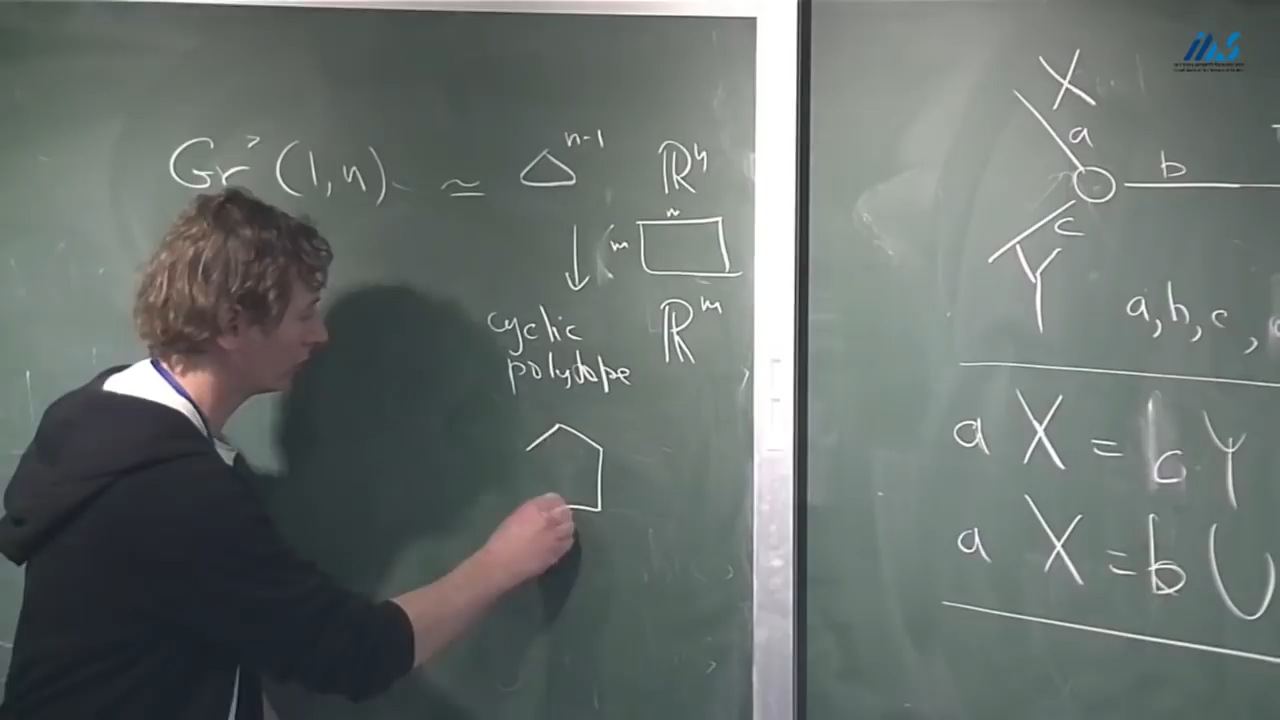 Gr^≥ (1,n) ≃ Δ^{n-1} ℝ^n
↓ m n
cyclic ℝ^m
polytope
X
a
b
c
Y
a,b,c,
a X = c Y
a X = b U